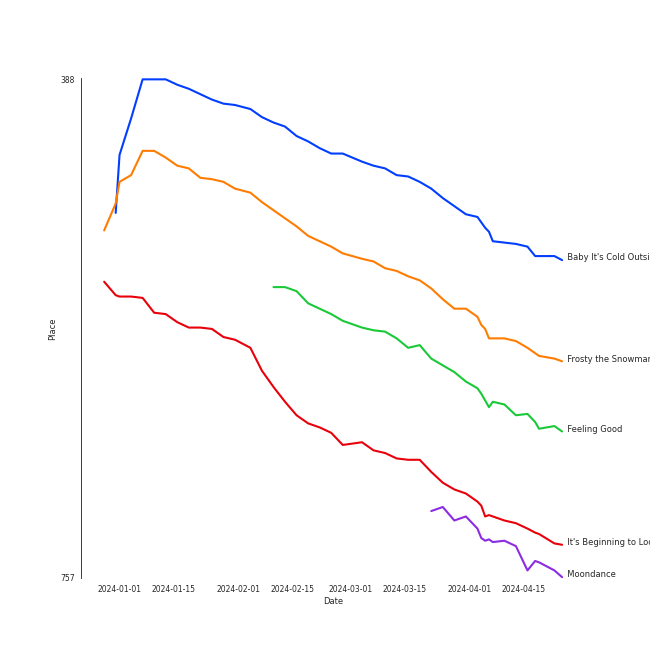 388
Baby It's Cold Outsi
Place
Frosty the Snowman
Feeling Good
It's Beginning to Loo
Moondance
757
2024-01-01 2024-01-15 2024-02-01 2024-02-15 2024-03-01 2024-03-15 2024-04-01 2024-04-15
Date